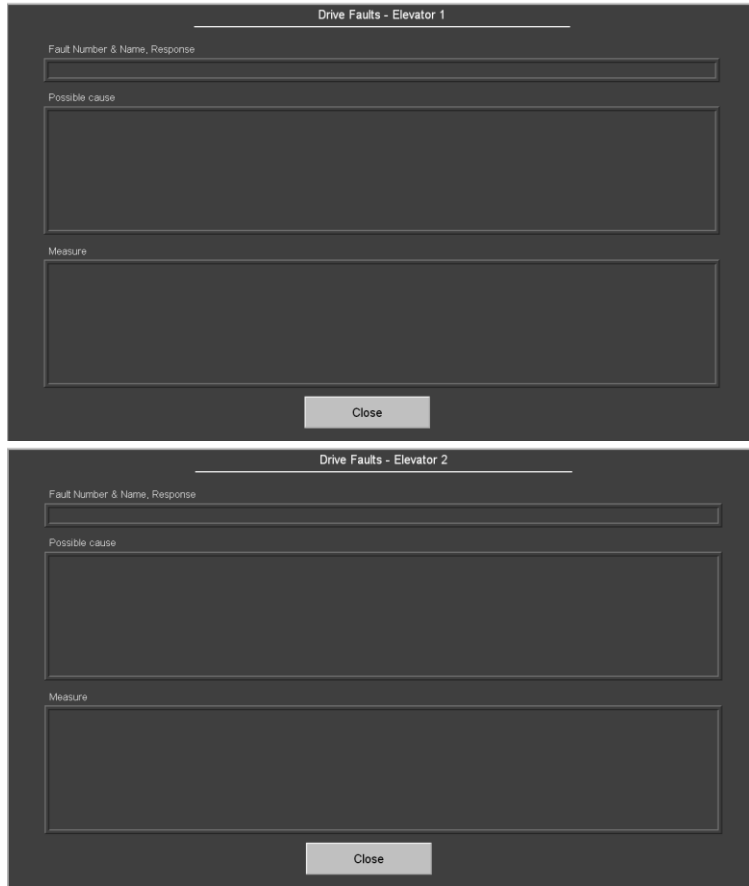 Drive Faults - Elevator 1
Fault Number & Name, Response
Possible cause
Measure
Close
Drive Faults - Elevator 2
Fault Number & Name, Response
Possible cause
Measure
Close